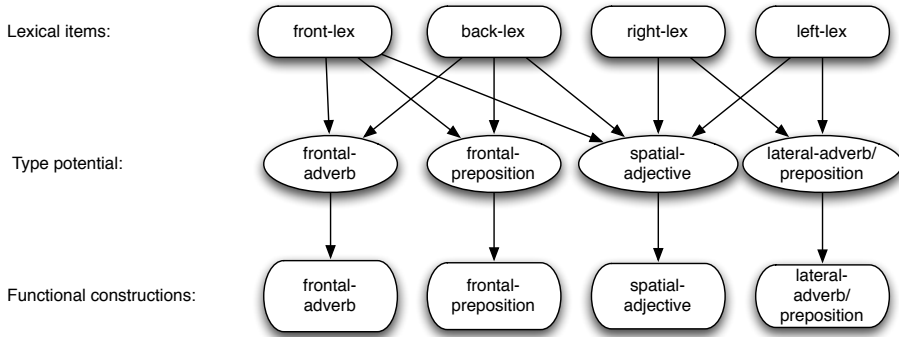 Lexical items:
front-lex
back-lex
right-lex
left-lex
Type potential:
frontal-
adverb
frontal-
preposition
spatial-
adjective
lateral-adverb/
preposition
Functional constructions:
frontal-
adverb
frontal-
preposition
spatial-
adjective
lateral-
adverb/
preposition